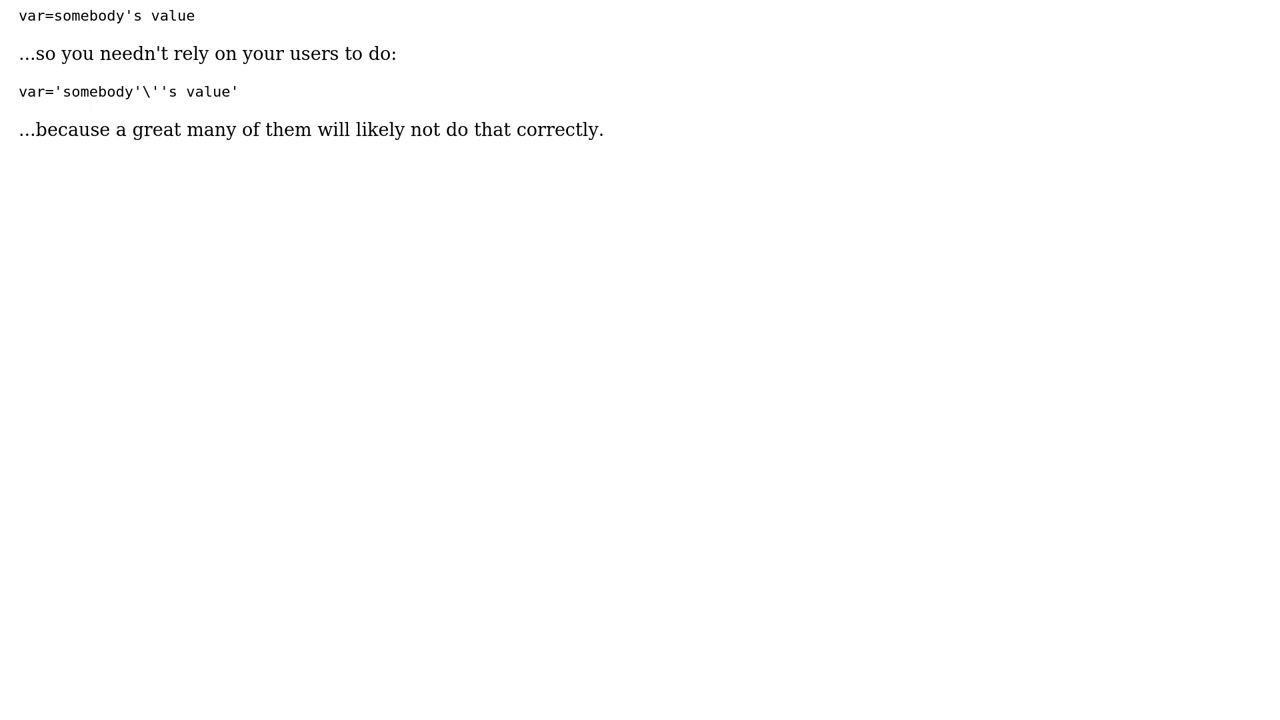 var=somebody's value
...so you needn't rely on your users to do:
var='somebody'\''s value'
...because a great many of them will likely not do that correctly.